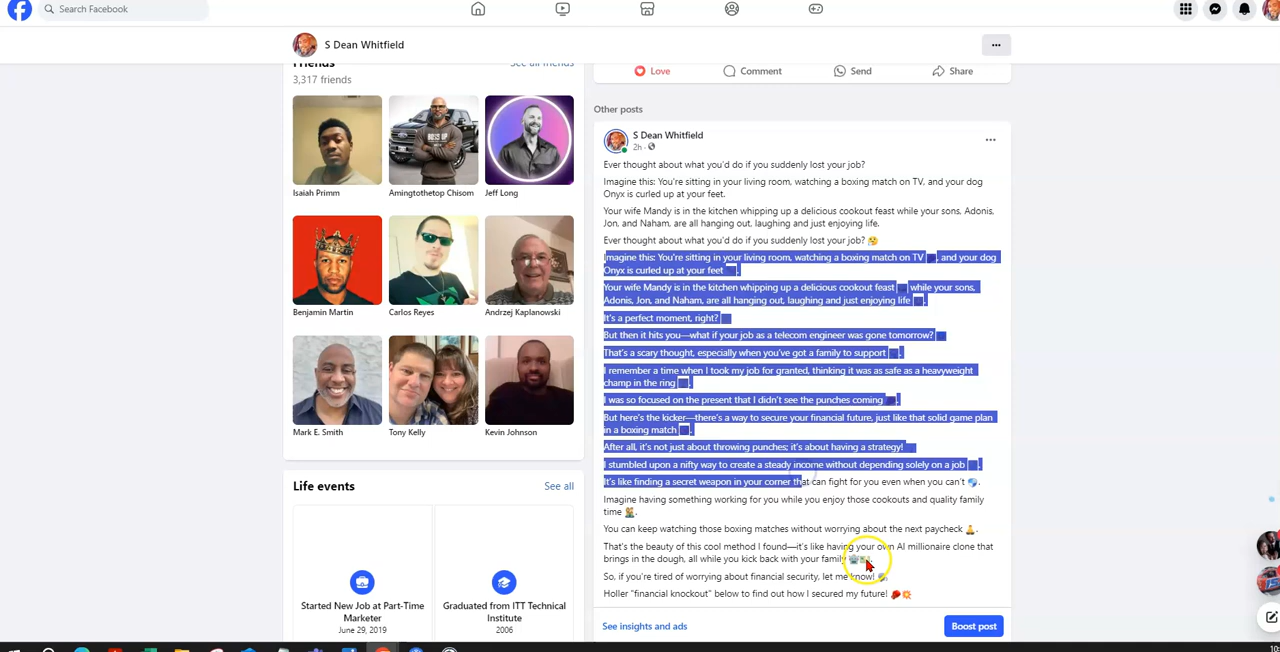 Search Facebook
S Dean Whitfield
Friends
See all friends
3,317 friends
Isaiah Primm
Amingtothetop Chisom
Jeff Long
Benjamin Martin
Carlos Reyes
Andrzej Kaplanowski
Mark E. Smith
Tony Kelly
Kevin Johnson
Life events
See all
Started New Job at Part-Time
Marketer
June 29, 2019
Graduated from ITT Technical
Institute
2006
Love
Comment
Send
Share
Other posts
S Dean Whitfield
2h ·
Ever thought about what you'd do if you suddenly lost your job?
Imagine this: You're sitting in your living room, watching a boxing match on TV, and your dog
Onyx is curled up at your feet.
Your wife Mandy is in the kitchen whipping up a delicious cookout feast while your sons, Adonis,
Jon, and Naham, are all hanging out, laughing and just enjoying life.
Ever thought about what you'd do if you suddenly lost your job? 🤔
Imagine this: You're sitting in your living room, watching a boxing match on TV , and your dog
Onyx is curled up at your feet .
Your wife Mandy is in the kitchen whipping up a delicious cookout feast while your sons,
Adonis, Jon, and Naham, are all hanging out, laughing and just enjoying life .
It's a perfect moment, right?
But then it hits you—what if your job as a telecom engineer was gone tomorrow?
That's a scary thought, especially when you've got a family to support .
I remember a time when I took my job for granted, thinking it was as safe as a heavyweight
champ in the ring .
I was so focused on the present that I didn't see the punches coming .
But here's the kicker—there's a way to secure your financial future, just like that solid game plan
in a boxing match .
After all, it's not just about throwing punches; it's about having a strategy!
I stumbled upon a nifty way to create a steady income without depending solely on a job .
It's like finding a secret weapon in your corner that can fight for you even when you can't .
Imagine having something working for you while you enjoy those cookouts and quality family
time .
You can keep watching those boxing matches without worrying about the next paycheck .
That's the beauty of this cool method I found—it's like having your own AI millionaire clone that
brings in the dough, all while you kick back with your family .
So, if you're tired of worrying about financial security, let me know!
Holler "financial knockout" below to find out how I secured my future! 🥊💥
See insights and ads
Boost post